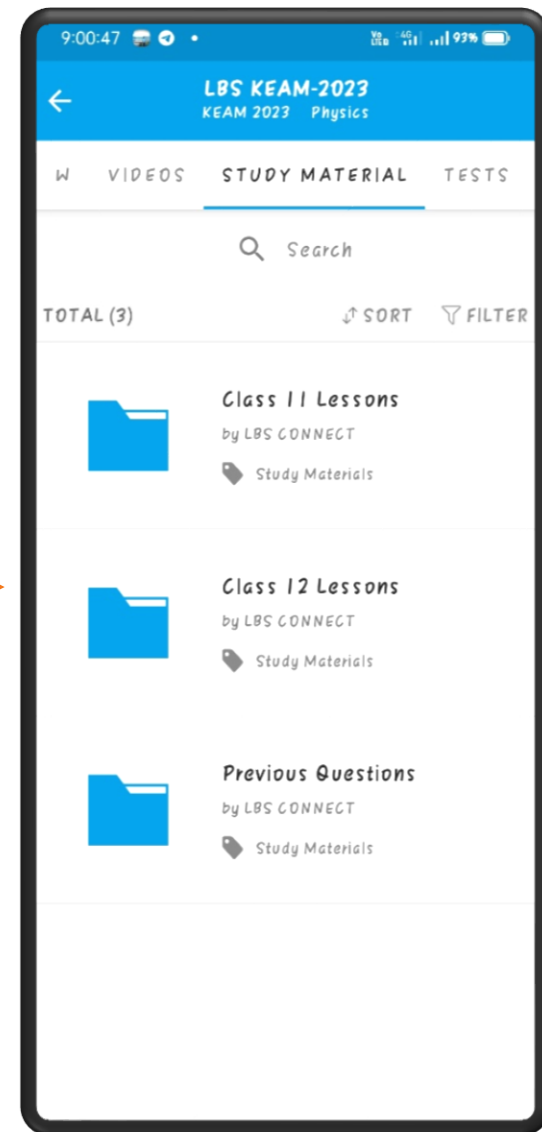 9:00:47 93%
LBS KEAM-2023
KEAM 2023 Physics
W VIDEOS STUDY MATERIAL TESTS
Search
TOTAL (3) SORT FILTER
Class 11 Lessons
by LBS CONNECT
Study Materials
Class 12 Lessons
by LBS CONNECT
Study Materials
Previous Questions
by LBS CONNECT
Study Materials